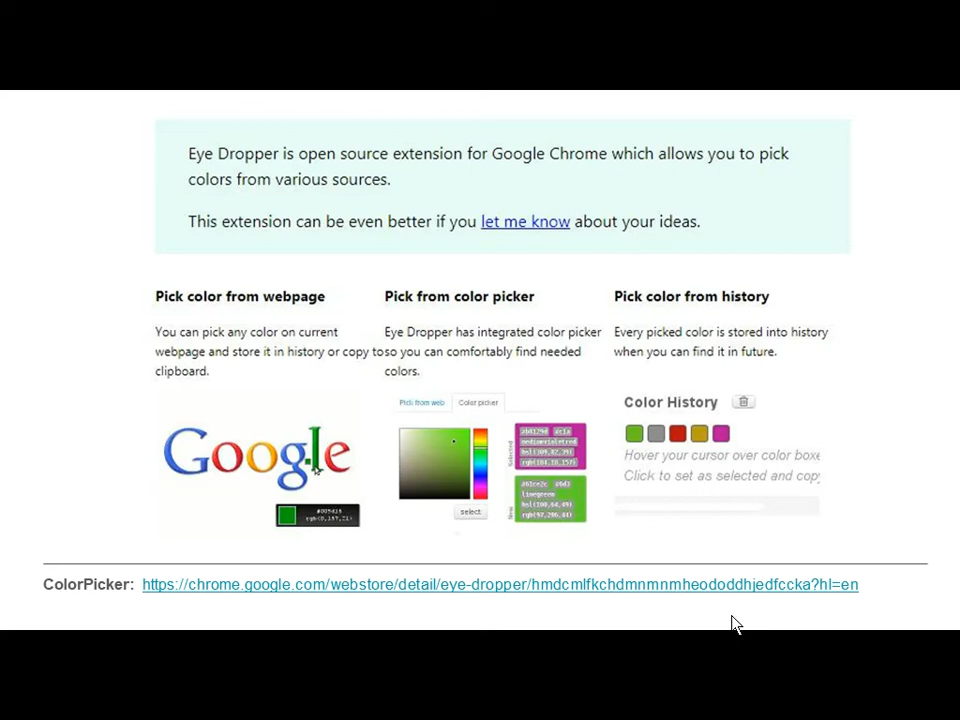 Eye Dropper is open source extension for Google Chrome which allows you to pick
colors from various sources.
This extension can be even better if you let me know about your ideas.
Pick color from webpage
You can pick any color on current
webpage and store it in history or copy to
clipboard.
Pick from color picker
Eye Dropper has integrated color picker
so you can comfortably find needed
colors.
Pick color from history
Every picked color is stored into history
when you can find it in future.
Google
Pick from web
Color picker
Selected
mediumvioletred
New
limegreen
select
Color History
Hover your cursor over color boxe
Click to set as selected and copy
ColorPicker: https://chrome.google.com/webstore/detail/eye-dropper/hmdcmlfkchdmnmnmheododdhjedfccka?hl=en